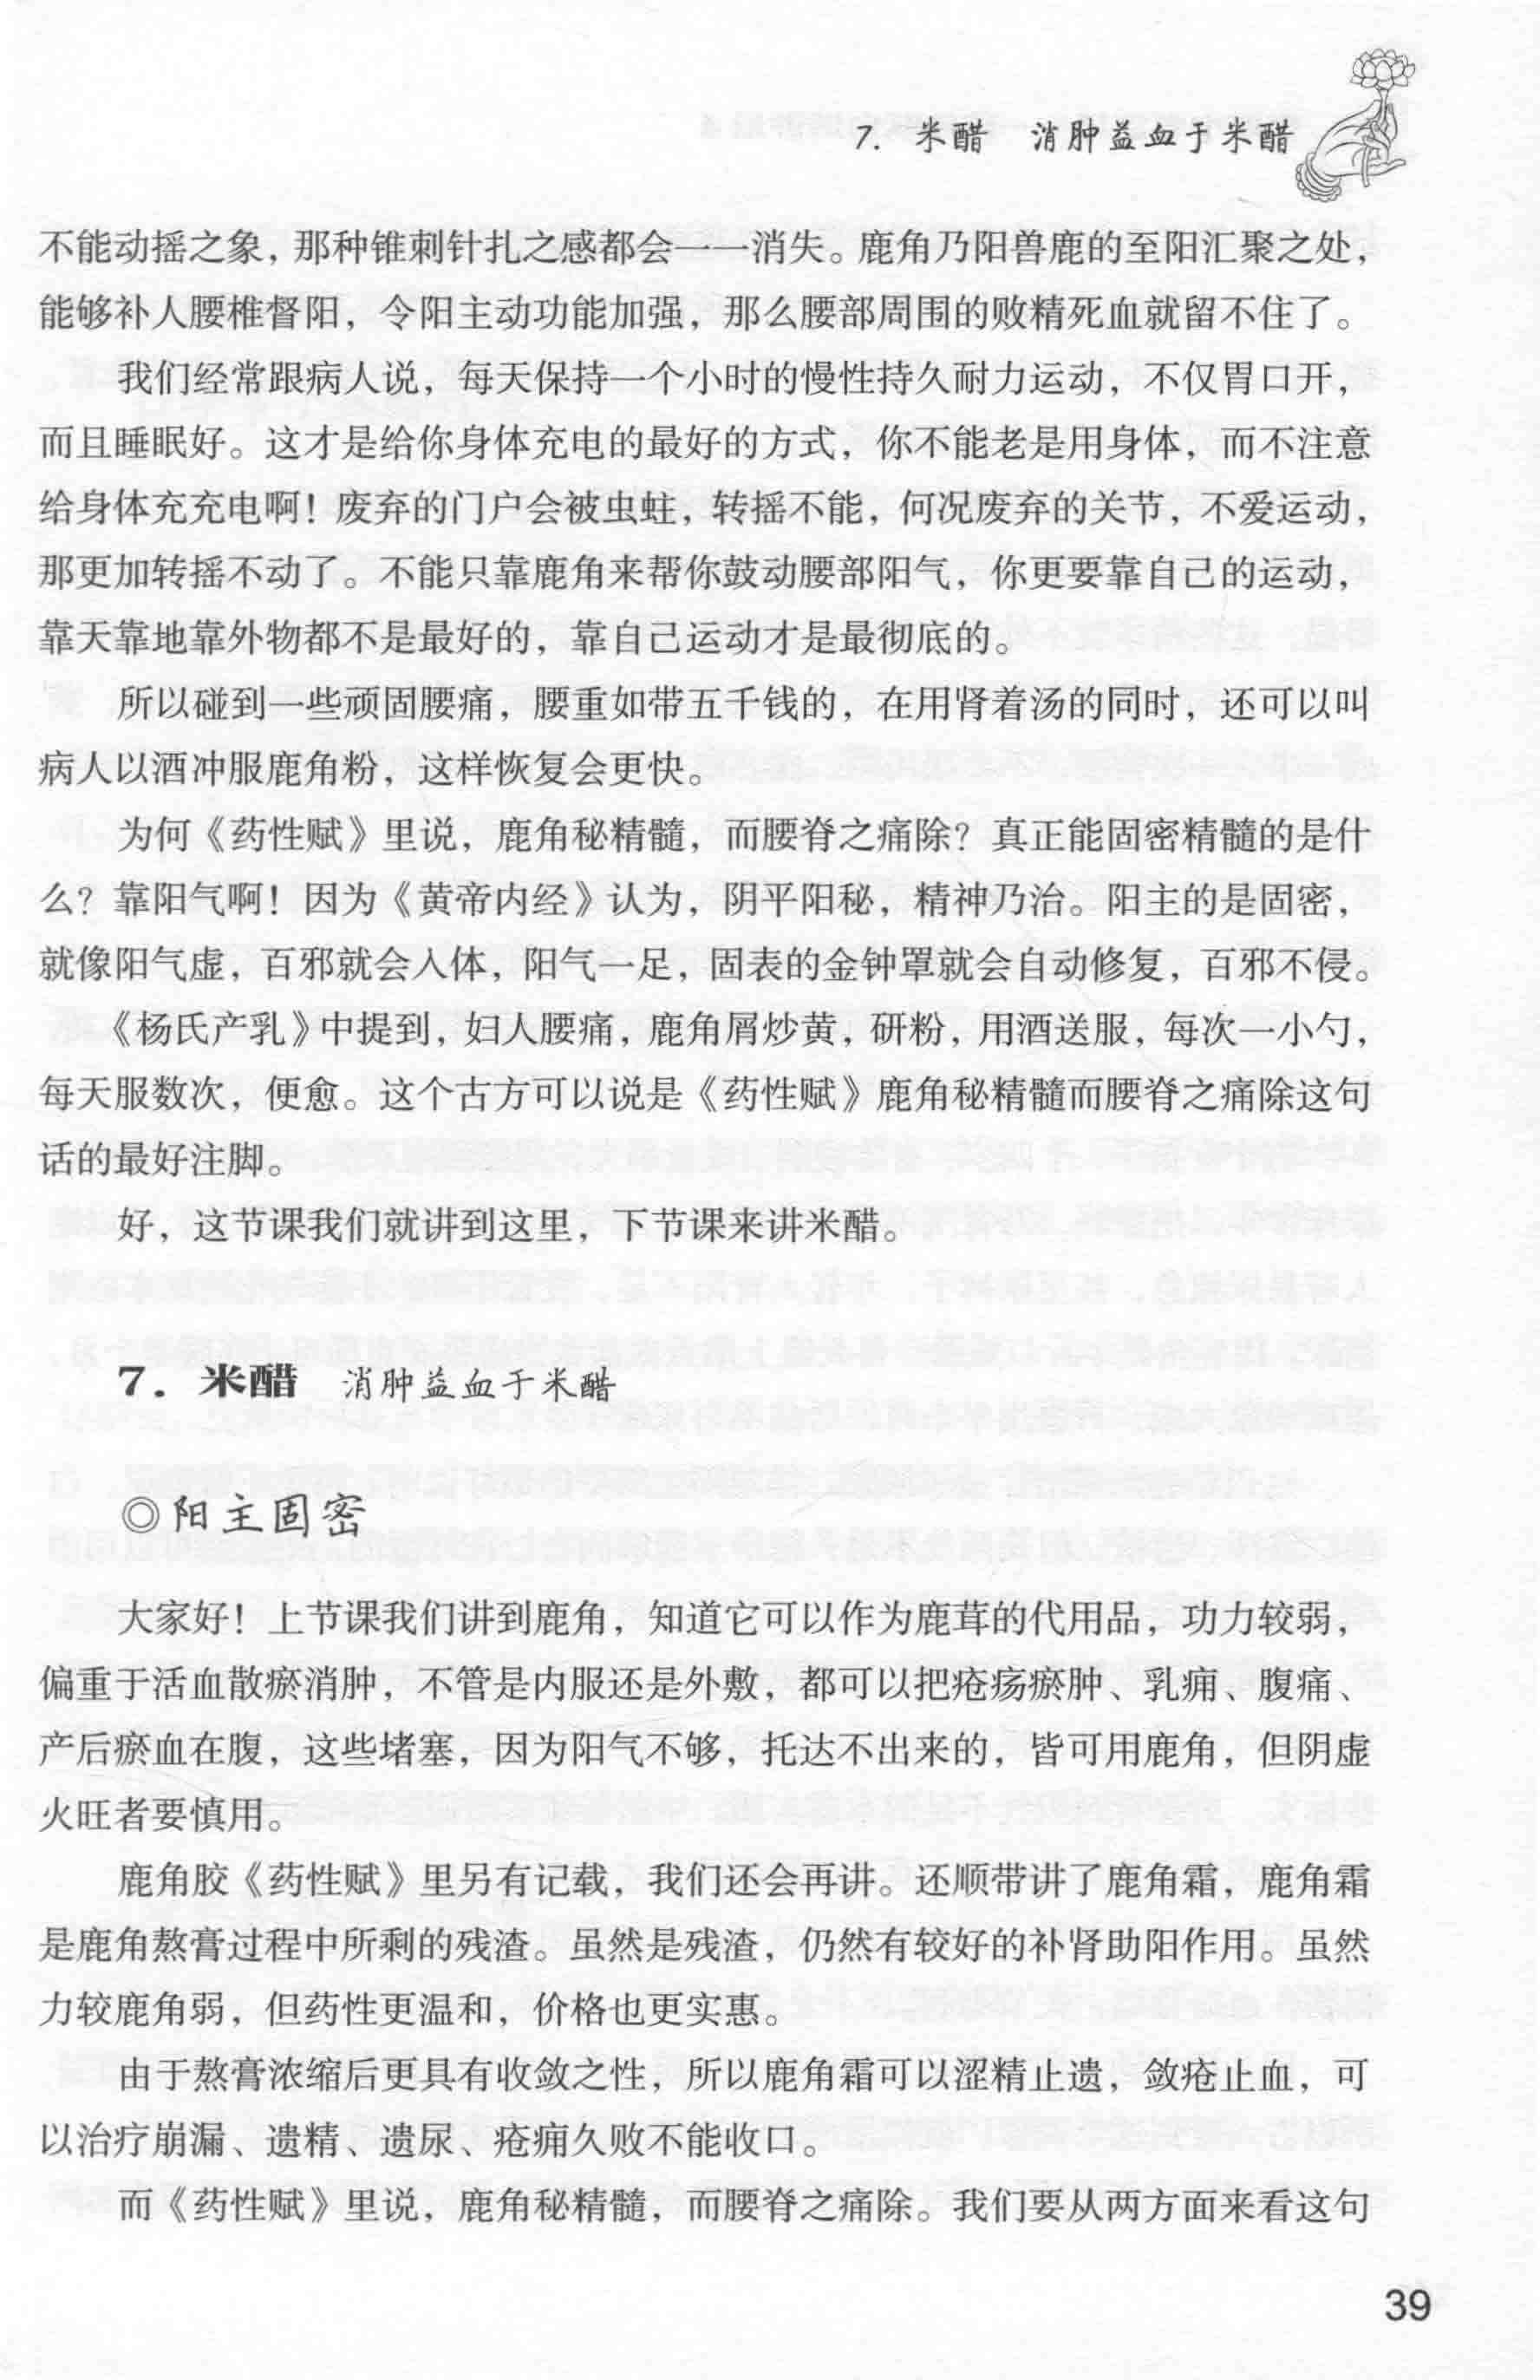 7. 米醋 消肿益血于米醋
不能动摇之象，那种锥刺针扎之感都会一一消失。鹿角乃阳兽鹿的至阳汇聚之处，
能够补人腰椎督阳，令阳主动功能加强，那么腰部周围的败精死血就留不住了。
我们经常跟病人说，每天保持一个小时的慢性持久耐力运动，不仅胃口开，
而且睡眠好。这才是给你身体充电的最好的方式，你不能老是用身体，而不注意
给身体充充电啊！废弃的门户会被虫蛀，转摇不能，何况废弃的关节，不爱运动，
那更加转摇不动了。不能只靠鹿角来帮你鼓动腰部阳气，你更要靠自己的运动，
靠天靠地靠外物都不是最好的，靠自己运动才是最彻底的。
所以碰到一些顽固腰痛，腰重如带五千钱的，在用肾着汤的同时，还可以叫
病人以酒冲服鹿角粉，这样恢复会更快。
为何《药性赋》里说，鹿角秘精髓，而腰脊之痛除？真正能固密精髓的是什
么？靠阳气啊！因为《黄帝内经》认为，阴平阳秘，精神乃治。阳主的是固密，
就像阳气虚，百邪就会入体，阳气一足，固表的金钟罩就会自动修复，百邪不侵。
《杨氏产乳》中提到，妇人腰痛，鹿角屑炒黄，研粉，用酒送服，每次一小勺，
每天服数次，便愈。这个古方可以说是《药性赋》鹿角秘精髓而腰脊之痛除这句
话的最好注脚。
好，这节课我们就讲到这里，下节课来讲米醋。
7. 米醋 消肿益血于米醋
◎阳主固密
大家好！上节课我们讲到鹿角，知道它可以作为鹿茸的代用品，功力较弱，
偏重于活血散瘀消肿，不管是内服还是外敷，都可以把疮疡瘀肿、乳痈、腹痛、
产后瘀血在腹，这些堵塞，因为阳气不够，托达不出来的，皆可用鹿角，但阴虚
火旺者要慎用。
鹿角胶《药性赋》里另有记载，我们还会再讲。还顺带讲了鹿角霜，鹿角霜
是鹿角熬膏过程中所剩的残渣。虽然是残渣，仍然有较好的补肾助阳作用。虽然
力较鹿角弱，但药性更温和，价格也更实惠。
由于熬膏浓缩后更具有收敛之性，所以鹿角霜可以涩精止遗，敛疮止血，可
以治疗崩漏、遗精、遗尿、疮痈久败不能收口。
而《药性赋》里说，鹿角秘精髓，而腰脊之痛除。我们要从两方面来看这句
39